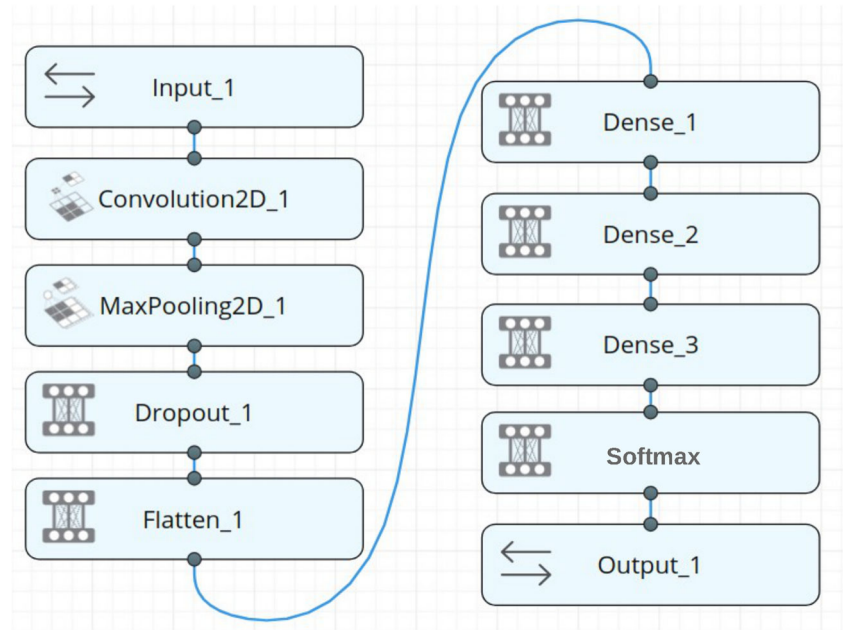 Input_1
Convolution2D_1
MaxPooling2D_1
Dropout_1
Flatten_1
Dense_1
Dense_2
Dense_3
Softmax
Output_1